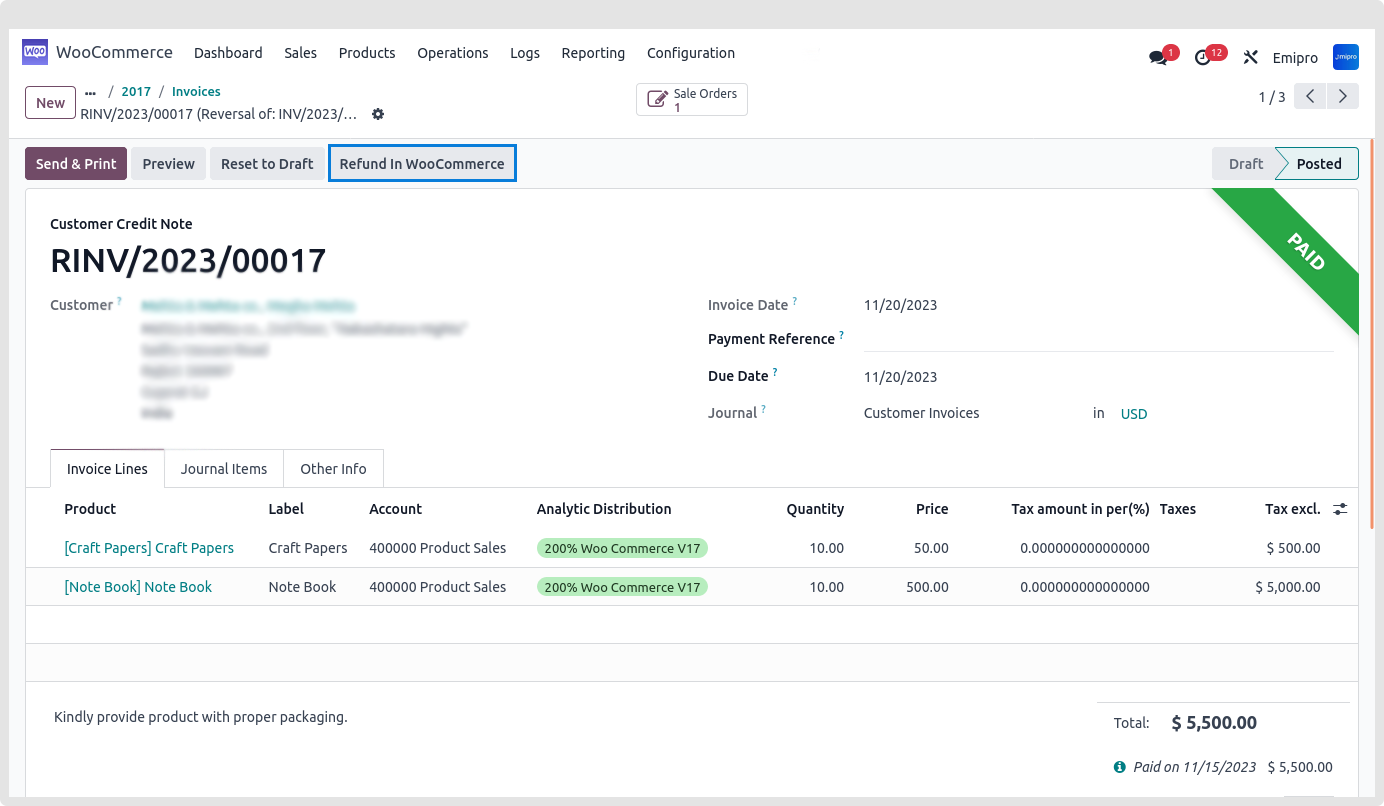 WOO WooCommerce Dashboard Sales Products Operations Logs Reporting Configuration 1 12 Emipro
New ... / 2017 / Invoices
RINV/2023/00017 (Reversal of: INV/2023/...
Sale Orders
1
1 / 3
Send & Print Preview Reset to Draft Refund In WooCommerce Draft Posted
PAID
Customer Credit Note
RINV/2023/00017
Customer ?
Invoice Date ? 11/20/2023
Payment Reference ?
Due Date ? 11/20/2023
Journal ? Customer Invoices in USD
Invoice Lines Journal Items Other Info
Product Label Account Analytic Distribution Quantity Price Tax amount in per(%) Taxes Tax excl.
[Craft Papers] Craft Papers Craft Papers 400000 Product Sales 200% Woo Commerce V17 10.00 50.00 0.000000000000000 $ 500.00
[Note Book] Note Book Note Book 400000 Product Sales 200% Woo Commerce V17 10.00 500.00 0.000000000000000 $ 5,000.00
Kindly provide product with proper packaging.
Total: $ 5,500.00
Paid on 11/15/2023 $ 5,500.00